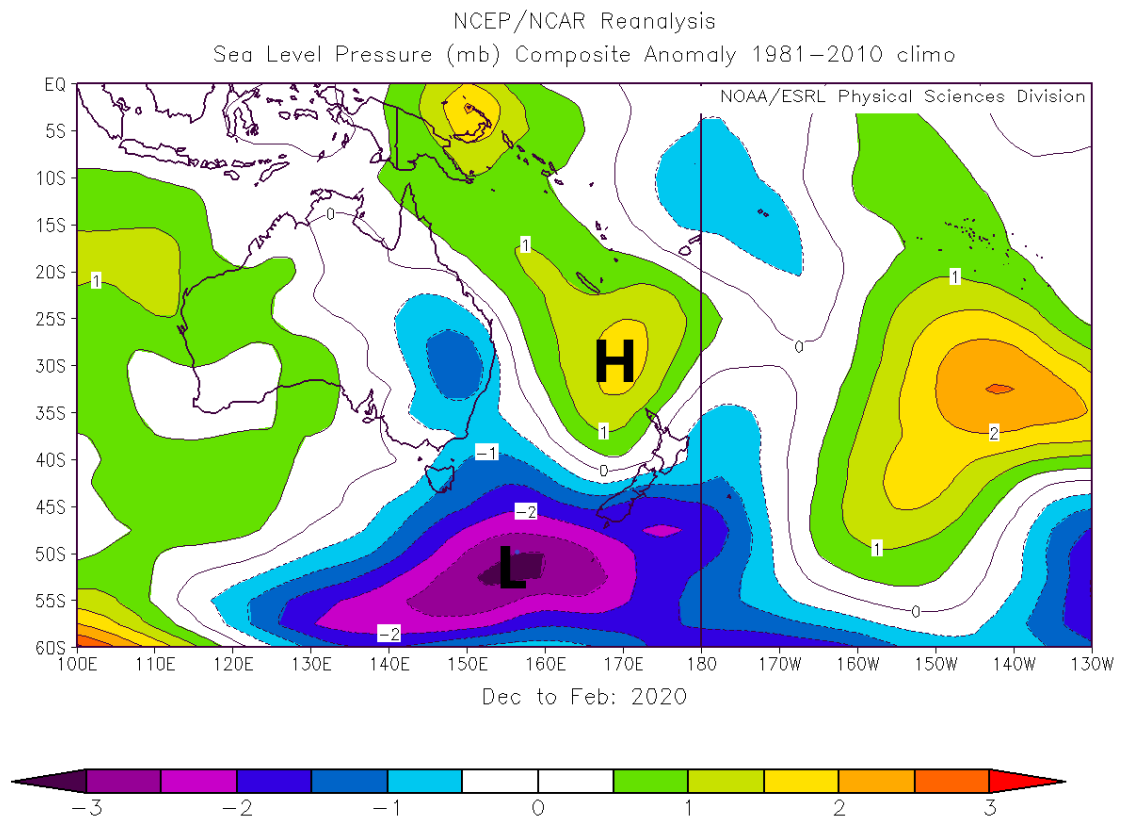 NCEP/NCAR Reanalysis
Sea Level Pressure (mb) Composite Anomaly 1981−2010 climo
NOAA/ESRL Physical Sciences Division
EQ
5S
10S
15S
20S
25S
30S
35S
40S
45S
50S
55S
60S
0
1
1
1
0
H
2
1
0
−1
−2
1
L
0
−2
100E 110E 120E 130E 140E 150E 160E 170E 180 170W 160W 150W 140W 130W
Dec to Feb: 2020
−3 −2 −1 0 1 2 3